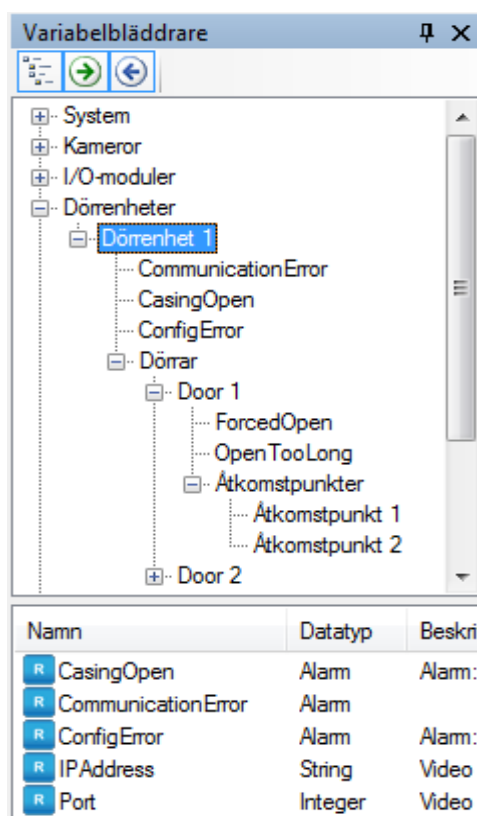 Variabelbläddrare
System
Kameror
I/O-moduler
Dörrenheter
Dörrenhet 1
CommunicationError
CasingOpen
ConfigError
Dörrar
Door 1
ForcedOpen
OpenTooLong
Åtkomstpunkter
Åtkomstpunkt 1
Åtkomstpunkt 2
Door 2
Namn Datatyp Beskri
R CasingOpen Alarm Alarm:
R CommunicationError Alarm
R ConfigError Alarm Alarm:
R IPAddress String Video
R Port Integer Video